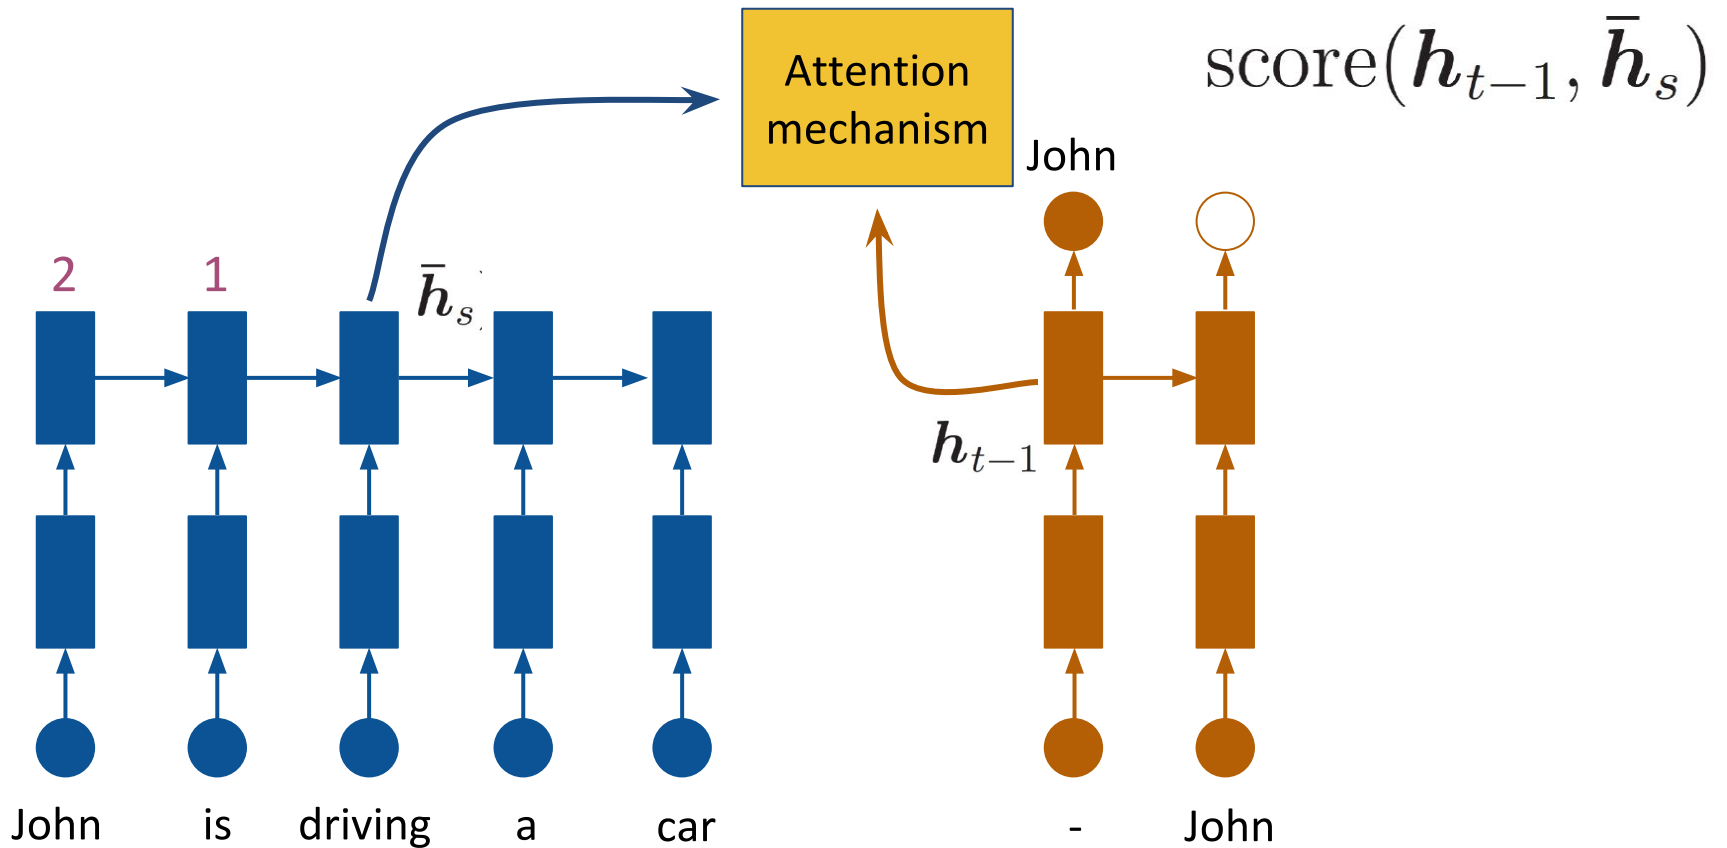 Attention
mechanism
score(h_{t−1}, h̄_s)
John
2 1
h̄_s
h_{t−1}
John is driving a car - John